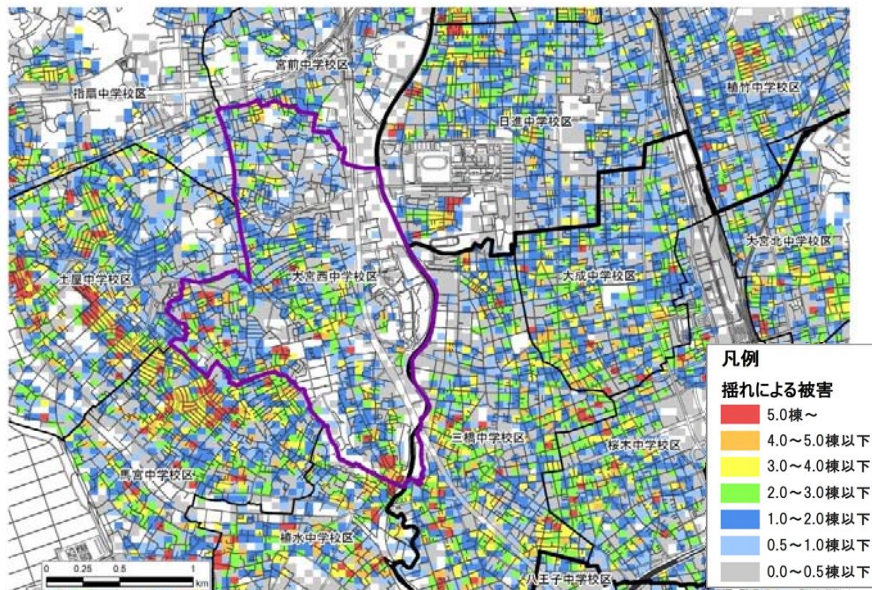 宮前中学校区
指扇中学校区
植竹中学校区
日進中学校区
大宮北中学校区
土屋中学校区
大宮西中学校区
大成中学校区
三橋中学校区
桜木中学校区
馬宮中学校区
植水中学校区
八王子中学校区
0 0.25 0.5 1
km
凡例
揺れによる被害
5.0棟～
4.0～5.0棟以下
3.0～4.0棟以下
2.0～3.0棟以下
1.0～2.0棟以下
0.5～1.0棟以下
0.0～0.5棟以下